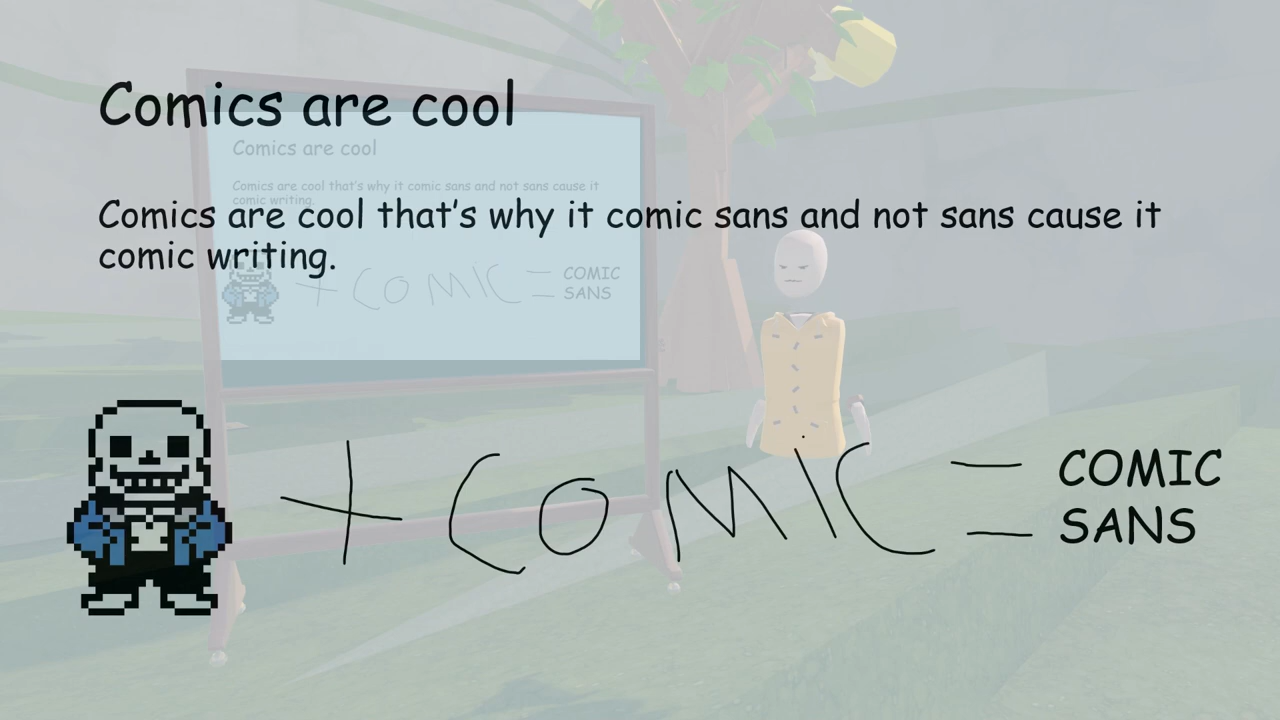 Comics are cool
Comics are cool
Comics are cool that's why it comic sans and not sans cause it
comic writing.
Comics are cool that’s why it comic sans and not sans cause it
comic writing.
+ COMIC = COMIC
SANS
+ COMIC = COMIC
SANS